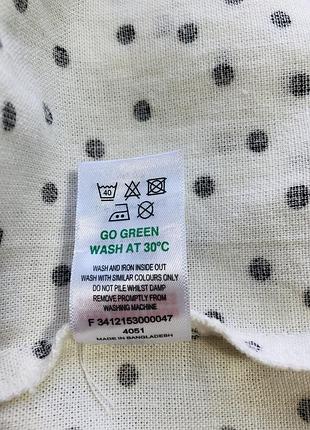 40
GO GREEN
WASH AT 30°C
WASH AND IRON INSIDE OUT
WASH WITH SIMILAR COLOURS ONLY
DO NOT PILE WHILST DAMP
REMOVE PROMPTLY FROM
WASHING MACHINE
F 3412153000047
4051
MADE IN BANGLADESH